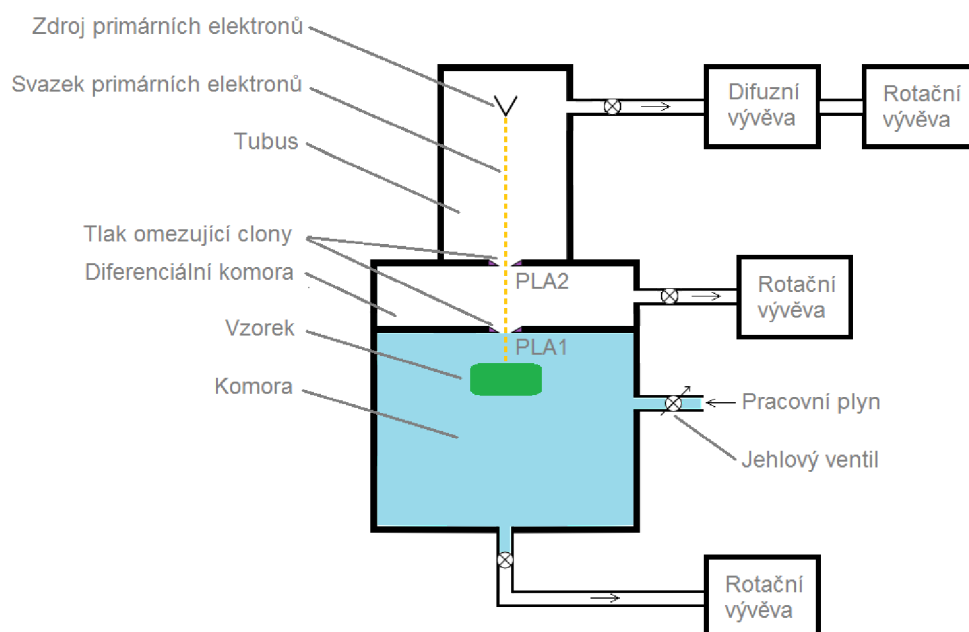 Zdroj primárních elektronů
Svazek primárních elektronů
Tubus
Tlak omezující clony
Diferenciální komora
Vzorek
Komora
PLA2
PLA1
Difuzní
vývěva
Rotační
vývěva
Rotační
vývěva
Pracovní plyn
Jehlový ventil
Rotační
vývěva